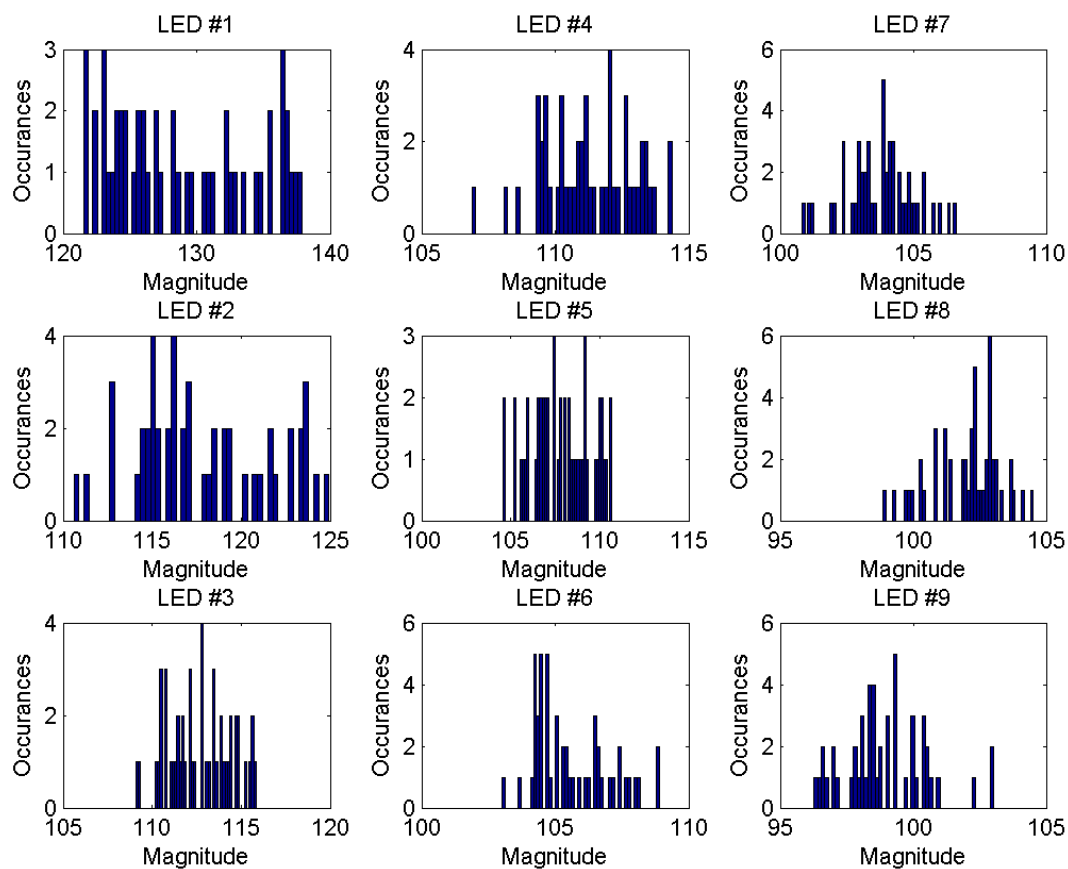 LED #1
3
2
1
0
120
130
140
Occurances
Magnitude
LED #4
4
2
0
105
110
115
Occurances
Magnitude
LED #7
6
4
2
0
100
105
110
Occurances
Magnitude
LED #2
4
2
0
110
115
120
125
Occurances
Magnitude
LED #5
3
2
1
0
100
105
110
115
Occurances
Magnitude
LED #8
6
4
2
0
95
100
105
Occurances
Magnitude
LED #3
4
2
0
105
110
115
120
Occurances
Magnitude
LED #6
6
4
2
0
100
105
110
Occurances
Magnitude
LED #9
6
4
2
0
95
100
105
Occurances
Magnitude